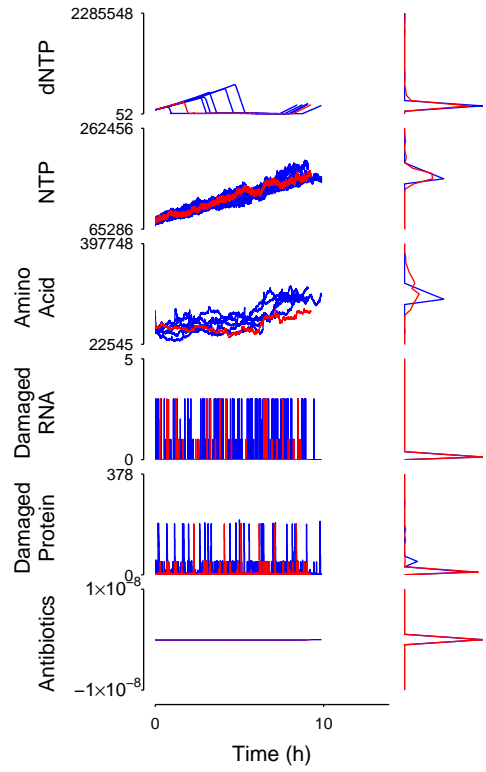 2285548
dNTP
52
262456
NTP
65286
397748
Amino
Acid
22545
5
Damaged
RNA
0
378
Damaged
Protein
0
1×10⁻⁸
Antibiotics
−1×10⁻⁸
0 10
Time (h)